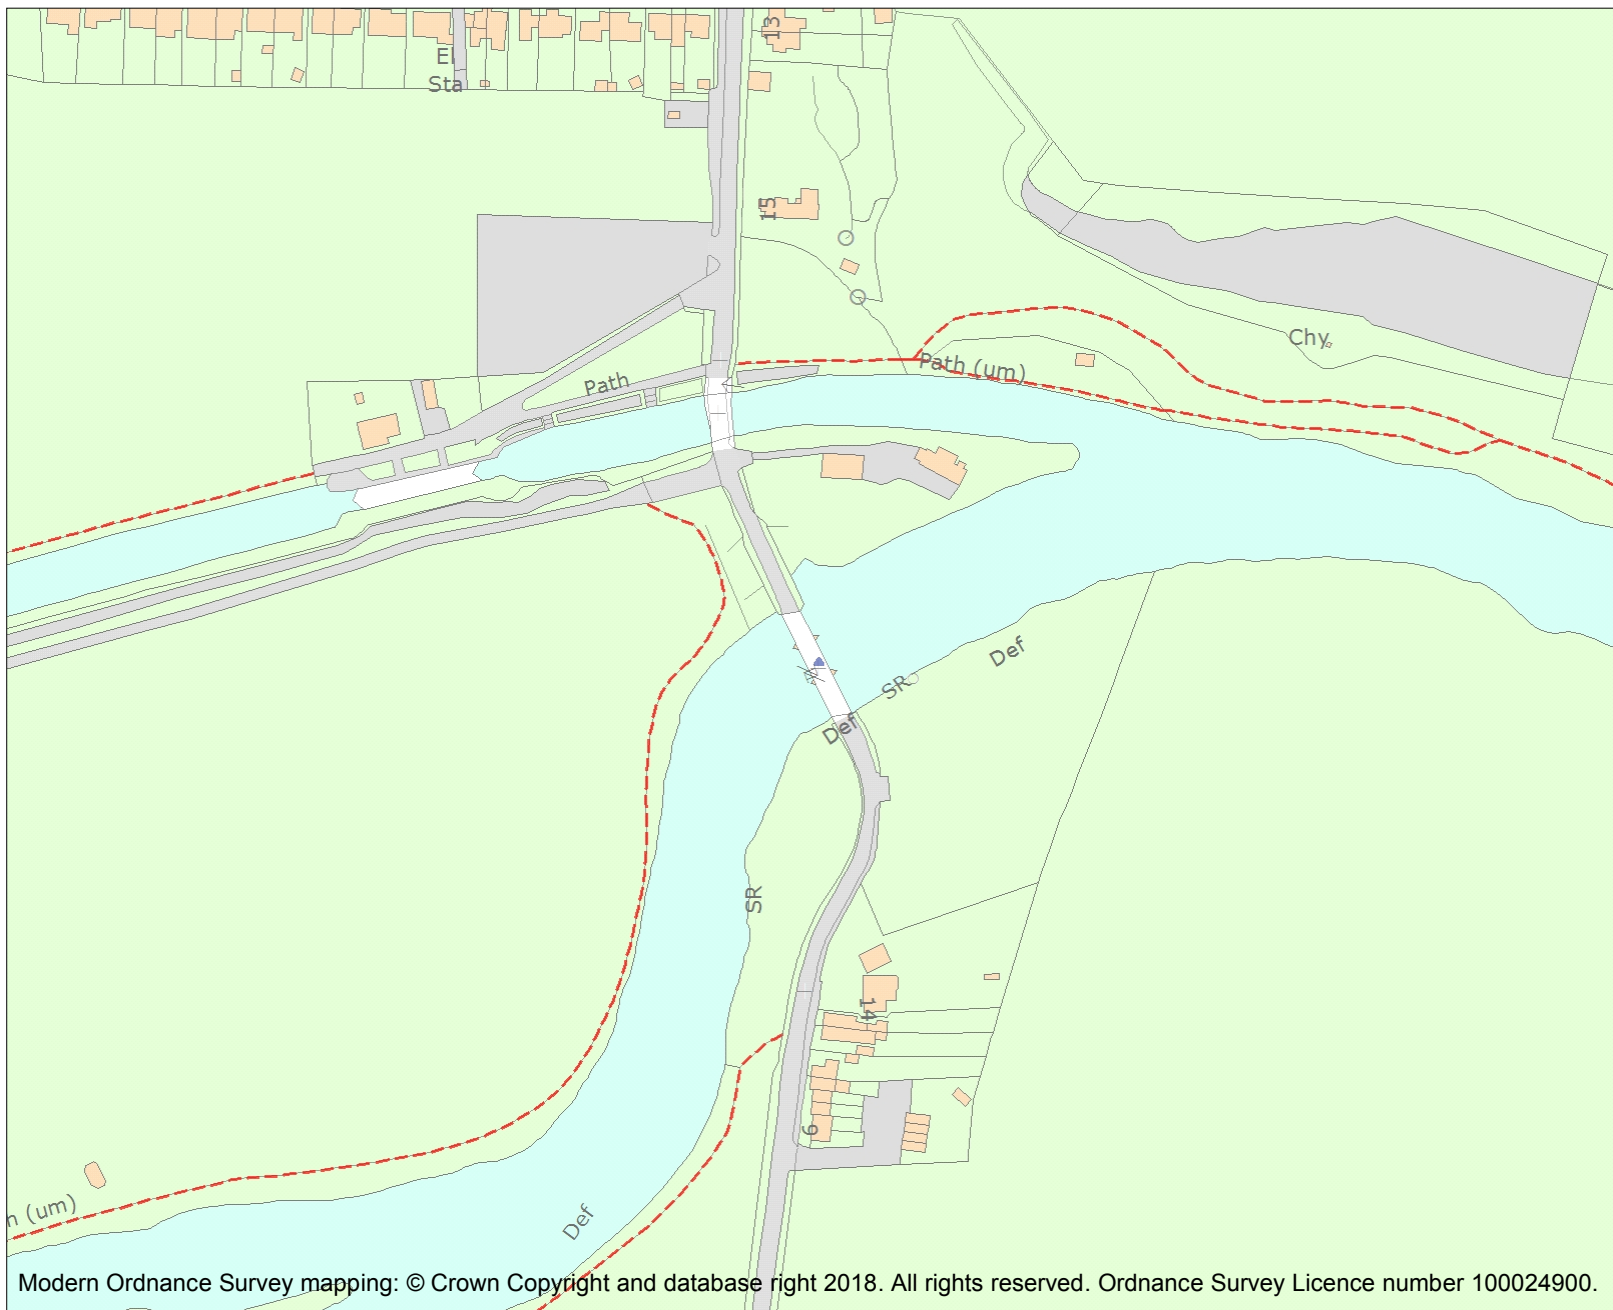 13
El
Sta
15
Chy
Path (um)
Path
Def
SR
Def
SR
14
9
h (um)
Def
Modern Ordnance Survey mapping: © Crown Copyright and database right 2018. All rights reserved. Ordnance Survey Licence number 100024900.